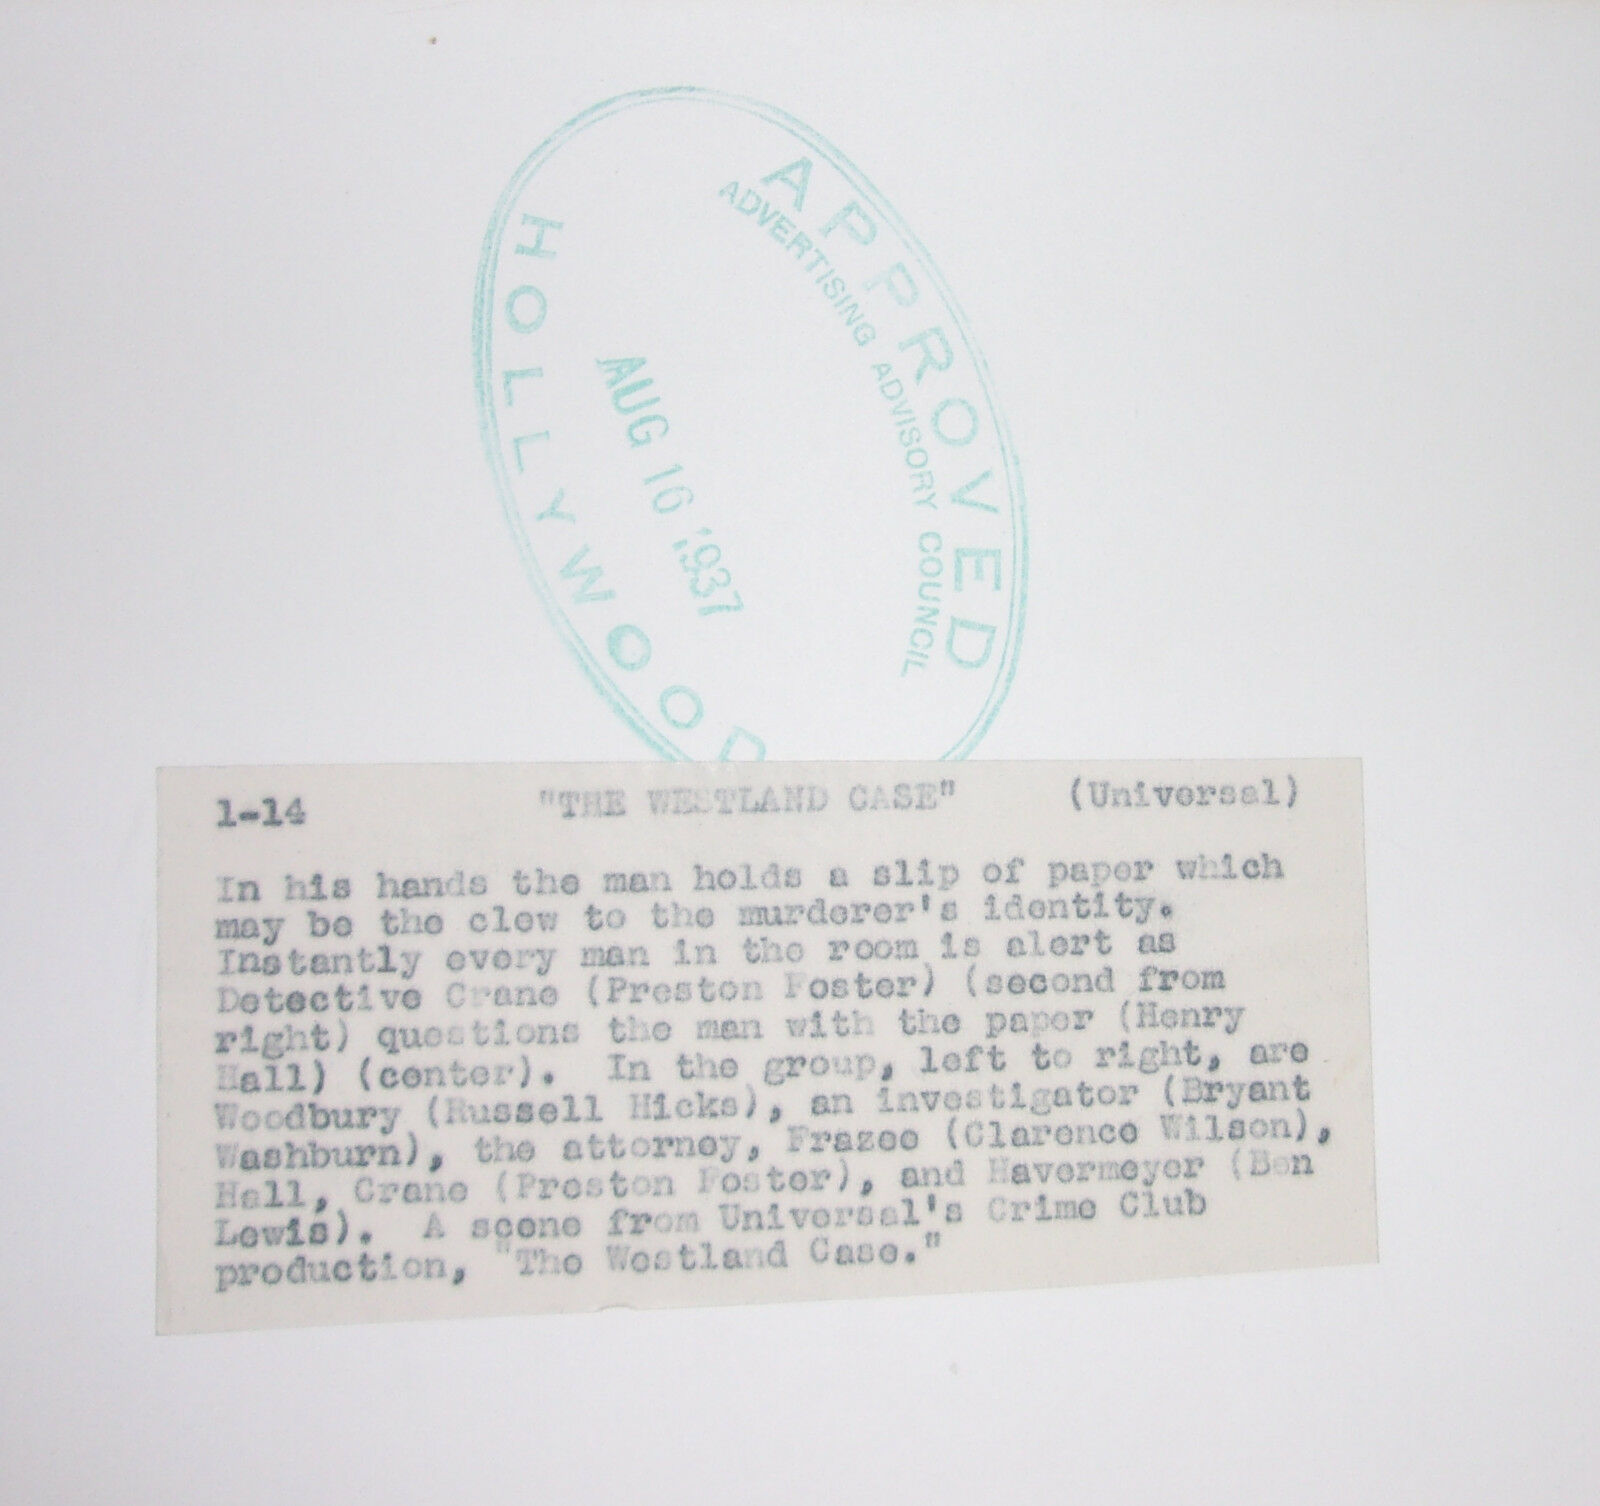 APPROVED
ADVERTISING ADVISORY COUNCIL
AUG 16 1937
HOLLYWOOD
1-14 "THE WESTLAND CASE" (Universal)
In his hands the man holds a slip of paper which
may be the clew to the murderer's identity.
Instantly every man in the room is alert as
Detective Crane (Preston Foster) (second from
right) questions the man with the paper (Henry
Hall) (center). In the group, left to right, are
Woodbury (Russell Hicks), an investigator (Bryant
Washburn), the attorney, Frazee (Clarence Wilson),
Hall, Crane (Preston Foster), and Havermeyer (Ben
Lewis). A scene from Universal's Crime Club
production, "The Westland Case."